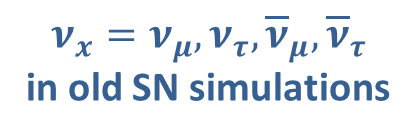 ν_x = ν_μ, ν_τ, ν̅_μ, ν̅_τ
in old SN simulations